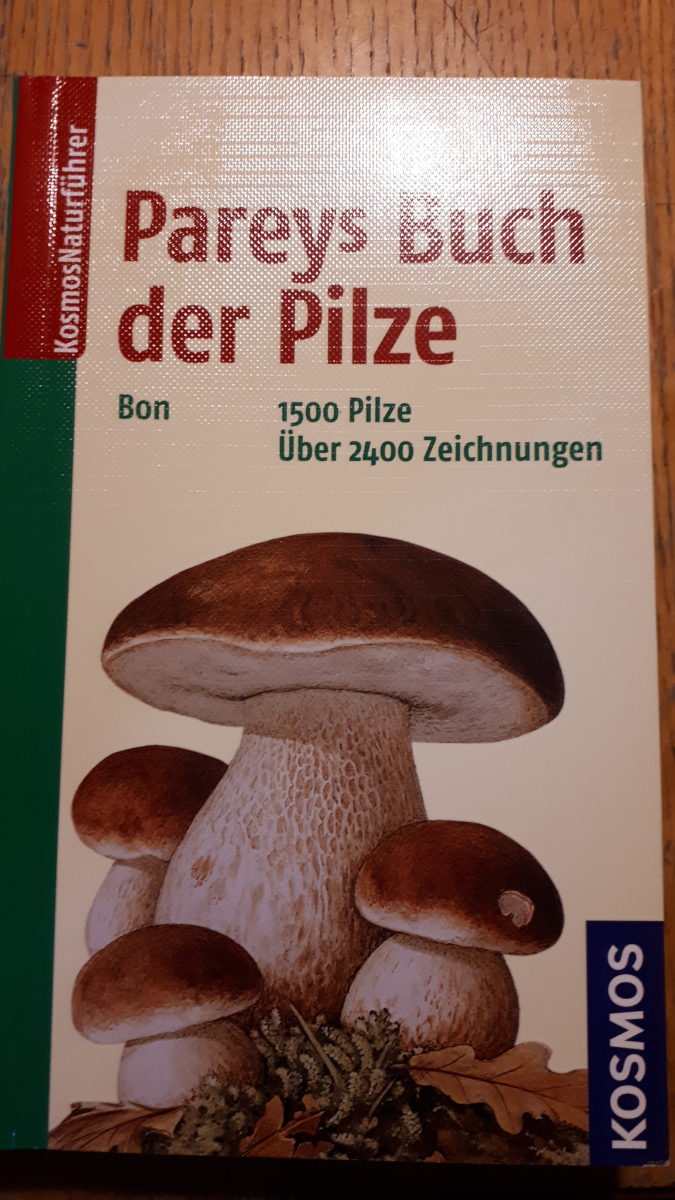 KosmosNaturführer
Pareys Buch
der Pilze
Bon
1500 Pilze
Über 2400 Zeichnungen
KOSMOS